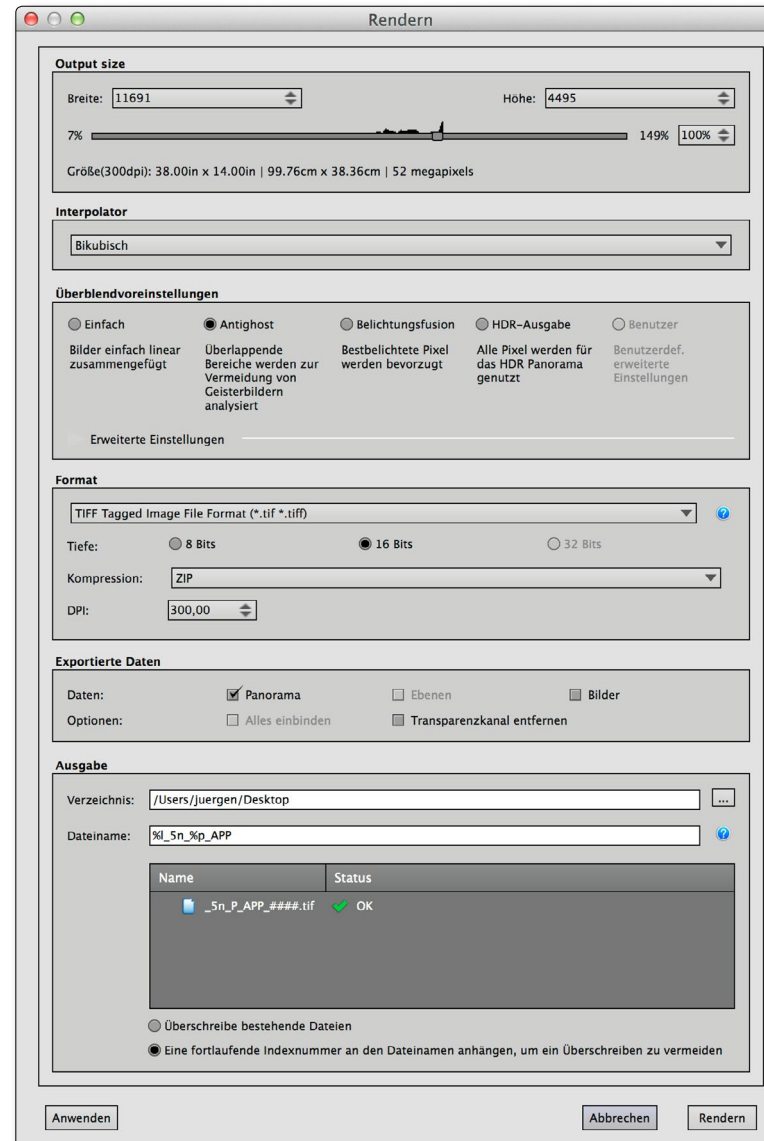 Rendern
Output size
Breite: 11691 Höhe: 4495
7% 149% 100%
Größe(300dpi): 38.00in x 14.00in | 99.76cm x 38.36cm | 52 megapixels
Interpolator
Bikubisch
Überblendvoreinstellungen
Einfach Antighost Belichtungsfusion HDR-Ausgabe Benutzer
Bilder einfach linear Überlappende Bestbelichtete Pixel Alle Pixel werden für Benutzerdef.
zusammengefügt Bereiche werden zur werden bevorzugt das HDR Panorama erweiterte
Vermeidung von genutzt Einstellungen
Geisterbildern
analysiert
Erweiterte Einstellungen
Format
TIFF Tagged Image File Format (*.tif *.tiff)
Tiefe: 8 Bits 16 Bits 32 Bits
Kompression: ZIP
DPI: 300,00
Exportierte Daten
Daten: Panorama Ebenen Bilder
Optionen: Alles einbinden Transparenzkanal entfernen
Ausgabe
Verzeichnis: /Users/juergen/Desktop ...
Dateiname: %l_5n_%p_APP
Name Status
_5n_P_APP_####.tif OK
Überschreibe bestehende Dateien
Eine fortlaufende Indexnummer an den Dateinamen anhängen, um ein Überschreiben zu vermeiden
Anwenden Abbrechen Rendern